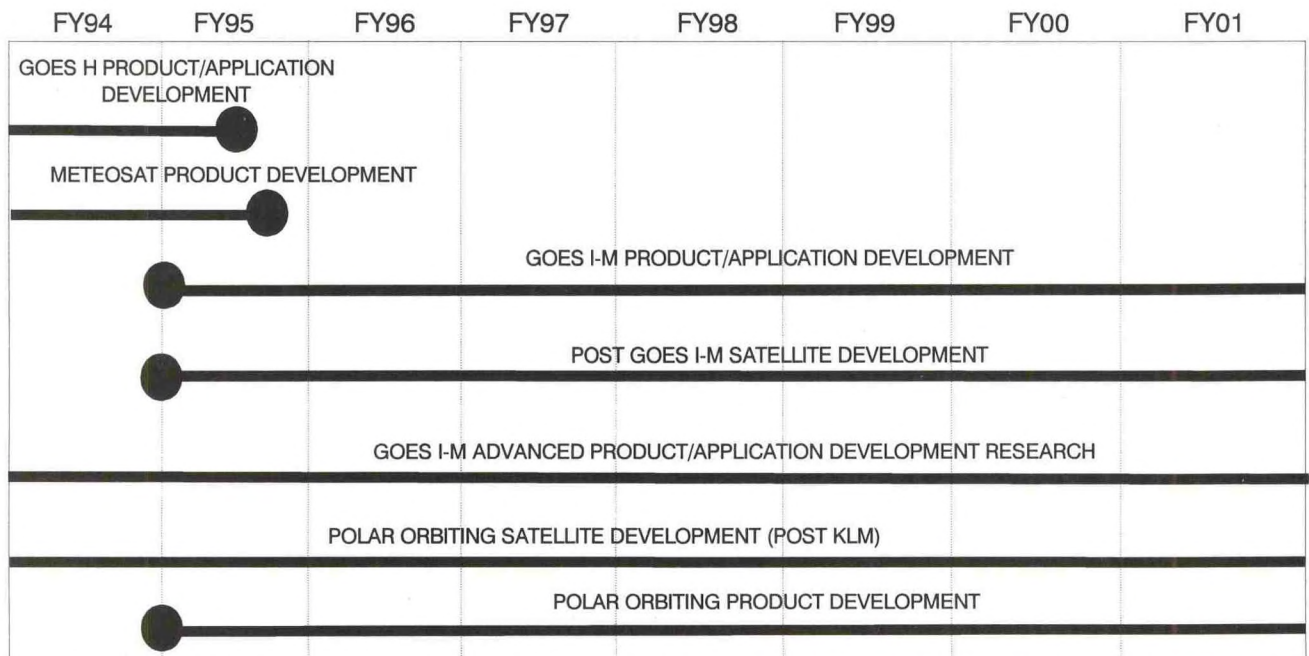 FY94 FY95 FY96 FY97 FY98 FY99 FY00 FY01
GOES H PRODUCT/APPLICATION
DEVELOPMENT
METEOSAT PRODUCT DEVELOPMENT
GOES I-M PRODUCT/APPLICATION DEVELOPMENT
POST GOES I-M SATELLITE DEVELOPMENT
GOES I-M ADVANCED PRODUCT/APPLICATION DEVELOPMENT RESEARCH
POLAR ORBITING SATELLITE DEVELOPMENT (POST KLM)
POLAR ORBITING PRODUCT DEVELOPMENT